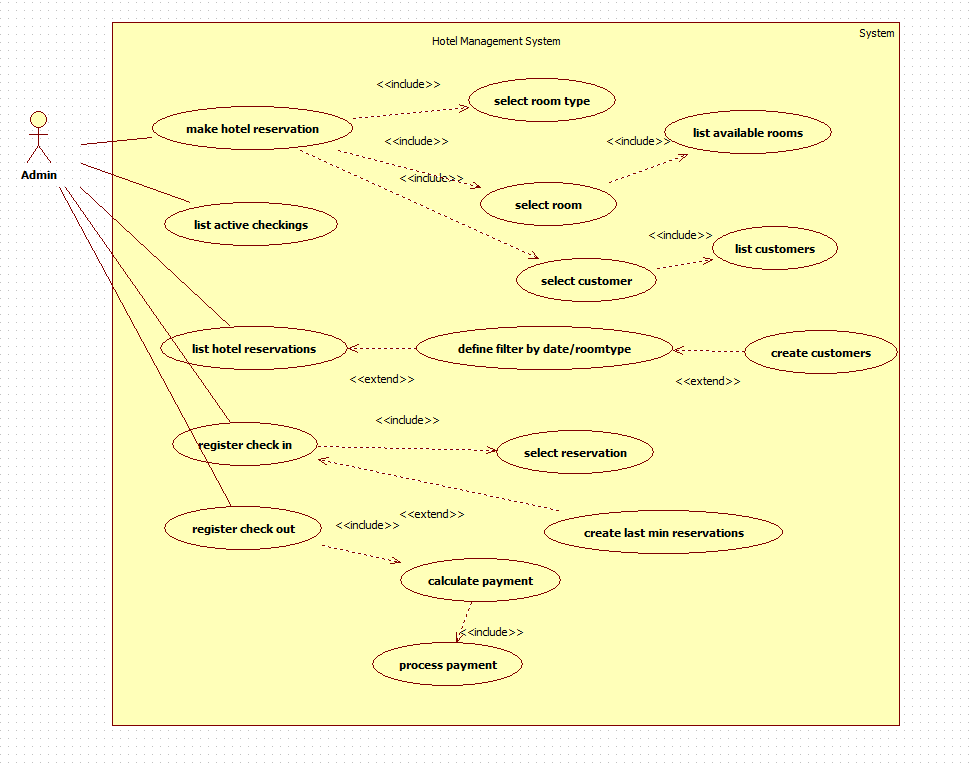 System
Hotel Management System
<<include>>
select room type
make hotel reservation
list available rooms
<<include>>
<<include>>
Admin
<<include>>
select room
list active checkings
<<include>>
list customers
select customer
list hotel reservations
define filter by date/roomtype
create customers
<<extend>>
<<extend>>
<<include>>
register check in
select reservation
<<extend>>
<<include>>
register check out
create last min reservations
calculate payment
<<include>>
process payment